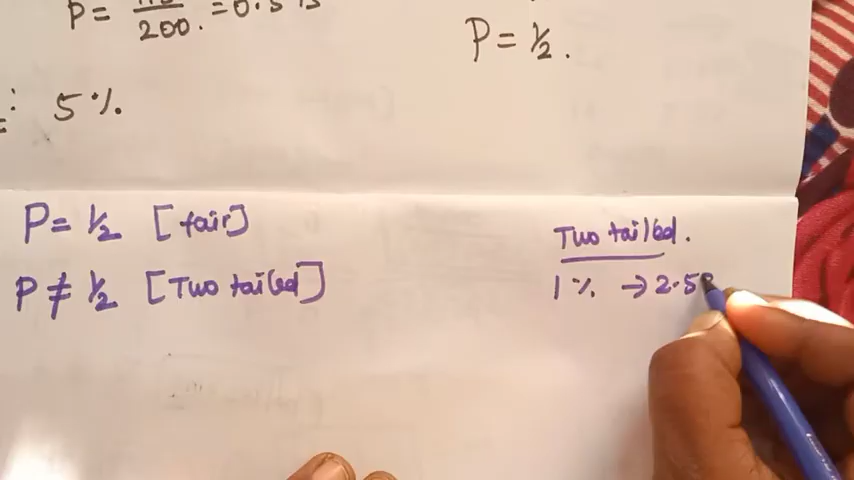 P = 200. = 0.5
P = 1/2.
: 5 %
P = 1/2 [fair]
P ≠ 1/2 [Two tailed]
Two tailed.
1 % → 2.58